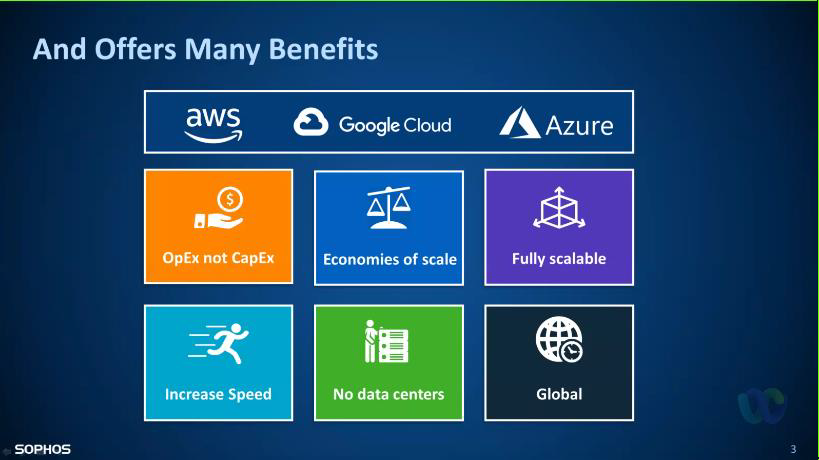 And Offers Many Benefits
aws
Google Cloud
Azure
$
OpEx not CapEx
Economies of scale
Fully scalable
Increase Speed
No data centers
Global
SOPHOS
3